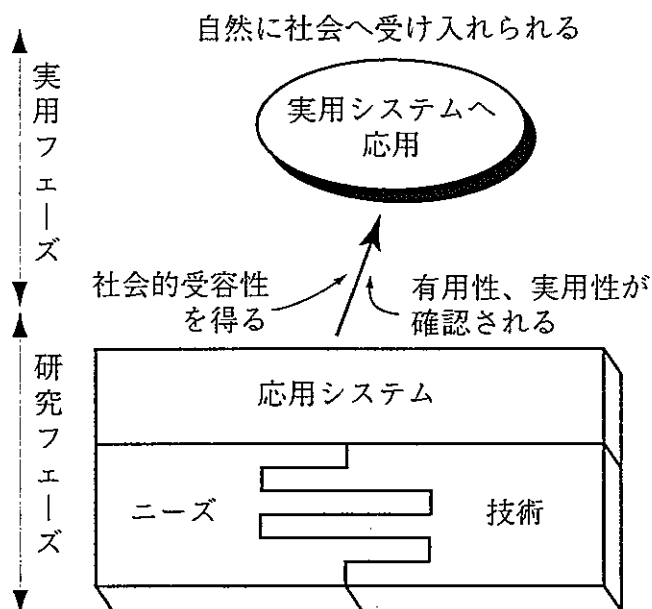 自然に社会へ受け入れられる
実用フェーズ
実用システムへ
応用
社会的受容性
を得る
有用性、実用性が
確認される
研究フェーズ
応用システム
ニーズ
技術